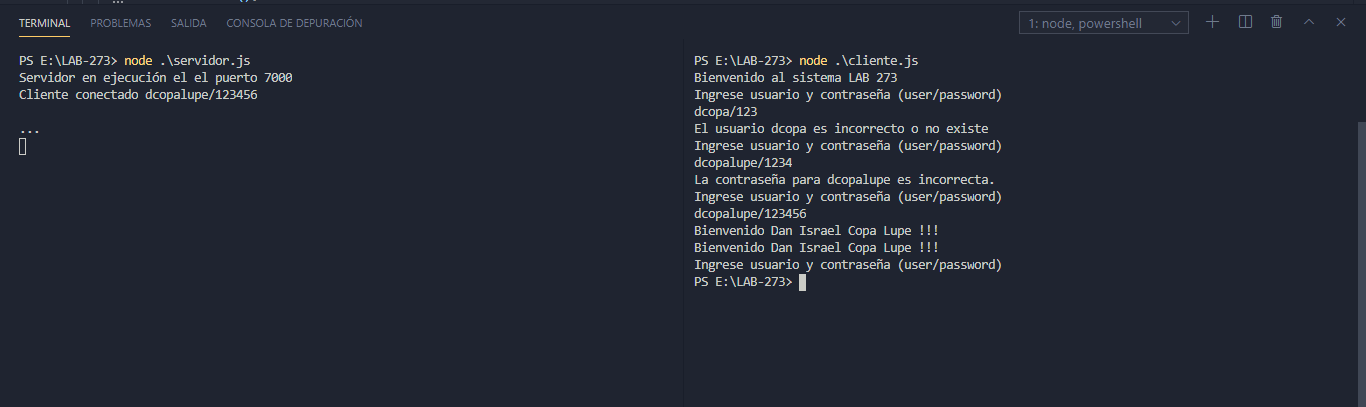 TERMINAL PROBLEMAS SALIDA CONSOLA DE DEPURACIÓN 1: node, powershell
PS E:\LAB-273> node .\servidor.js
Servidor en ejecución el el puerto 7000
Cliente conectado dcopalupe/123456
...
PS E:\LAB-273> node .\cliente.js
Bienvenido al sistema LAB 273
Ingrese usuario y contraseña (user/password)
dcopa/123
El usuario dcopa es incorrecto o no existe
Ingrese usuario y contraseña (user/password)
dcopalupe/1234
La contraseña para dcopalupe es incorrecta.
Ingrese usuario y contraseña (user/password)
dcopalupe/123456
Bienvenido Dan Israel Copa Lupe !!!
Bienvenido Dan Israel Copa Lupe !!!
Ingrese usuario y contraseña (user/password)
PS E:\LAB-273>